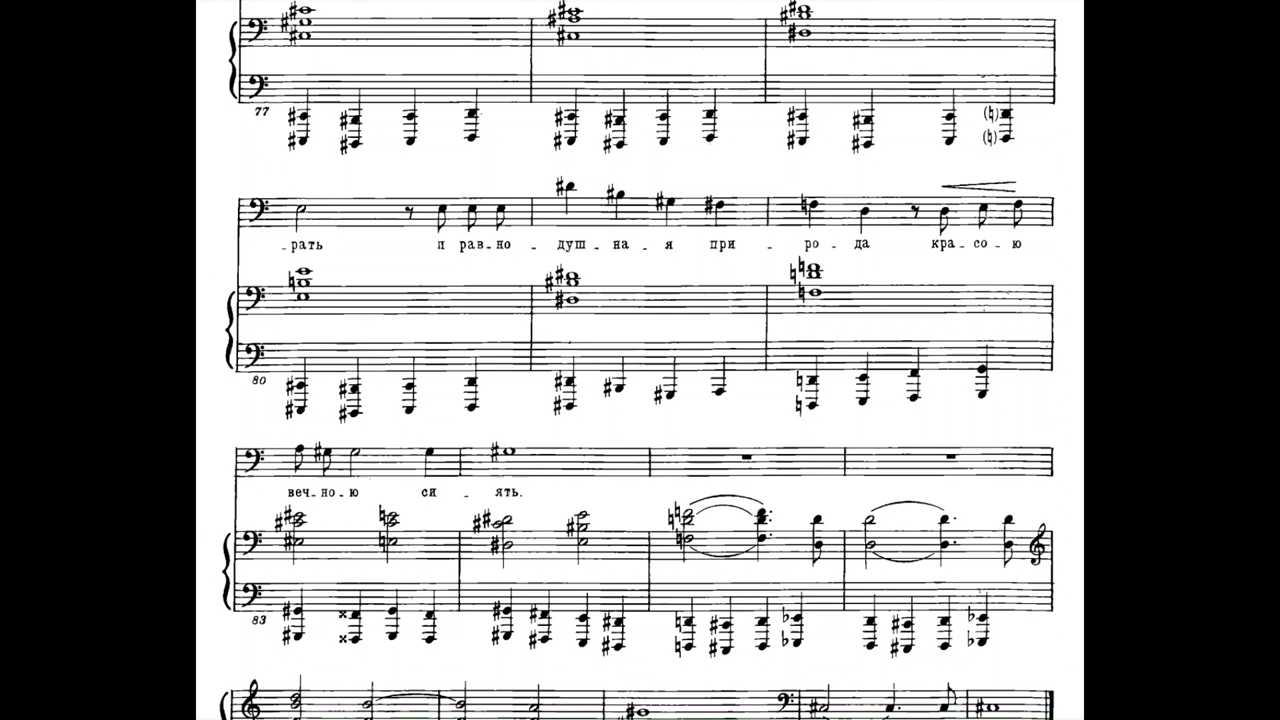 77
- рать п рав-но - душ - на - я при - ро - да кра - со - ю
80
веч - но - ю си - ять.
83